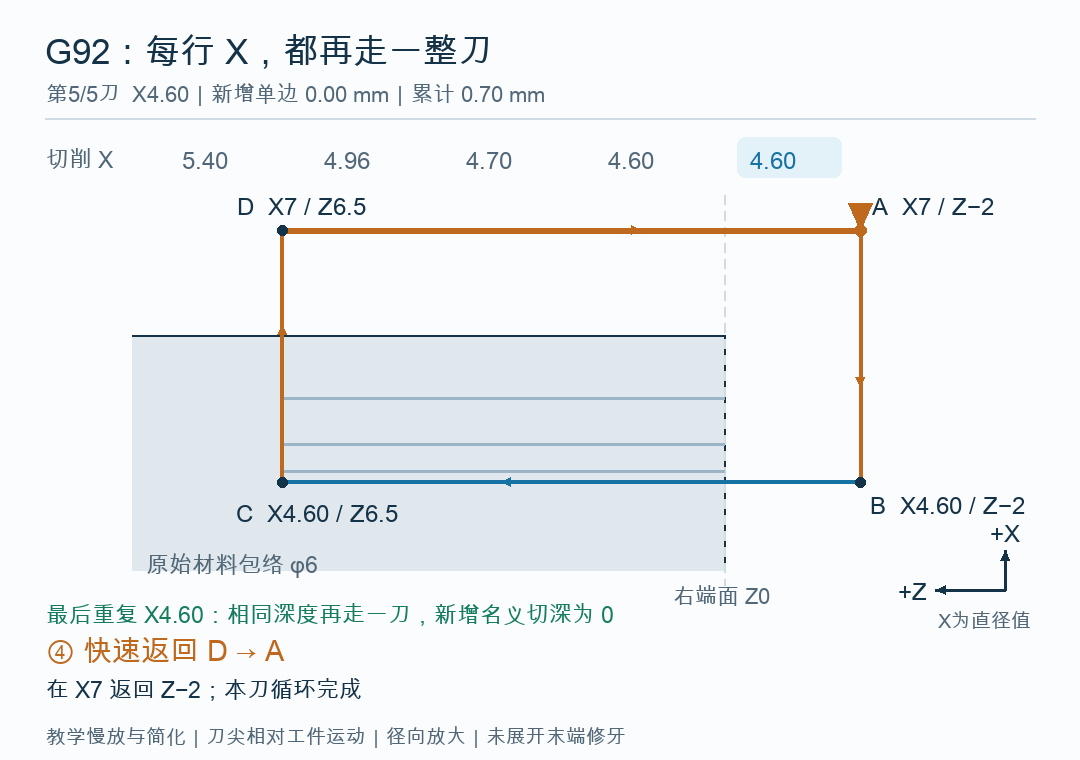 G92：每行 X，都再走一整刀
第5/5刀 X4.60 | 新增单边 0.00 mm | 累计 0.70 mm
切削 X 5.40 4.96 4.70 4.60 4.60
D X7 / Z6.5
A X7 / Z−2
C X4.60 / Z6.5
B X4.60 / Z−2
+X
原始材料包络 φ6
+Z
右端面 Z0
X为直径值
最后重复 X4.60：相同深度再走一刀，新增名义切深为 0
④ 快速返回 D → A
在 X7 返回 Z−2；本刀循环完成
教学慢放与简化 | 刀尖相对工件运动 | 径向放大 | 未展开末端修牙